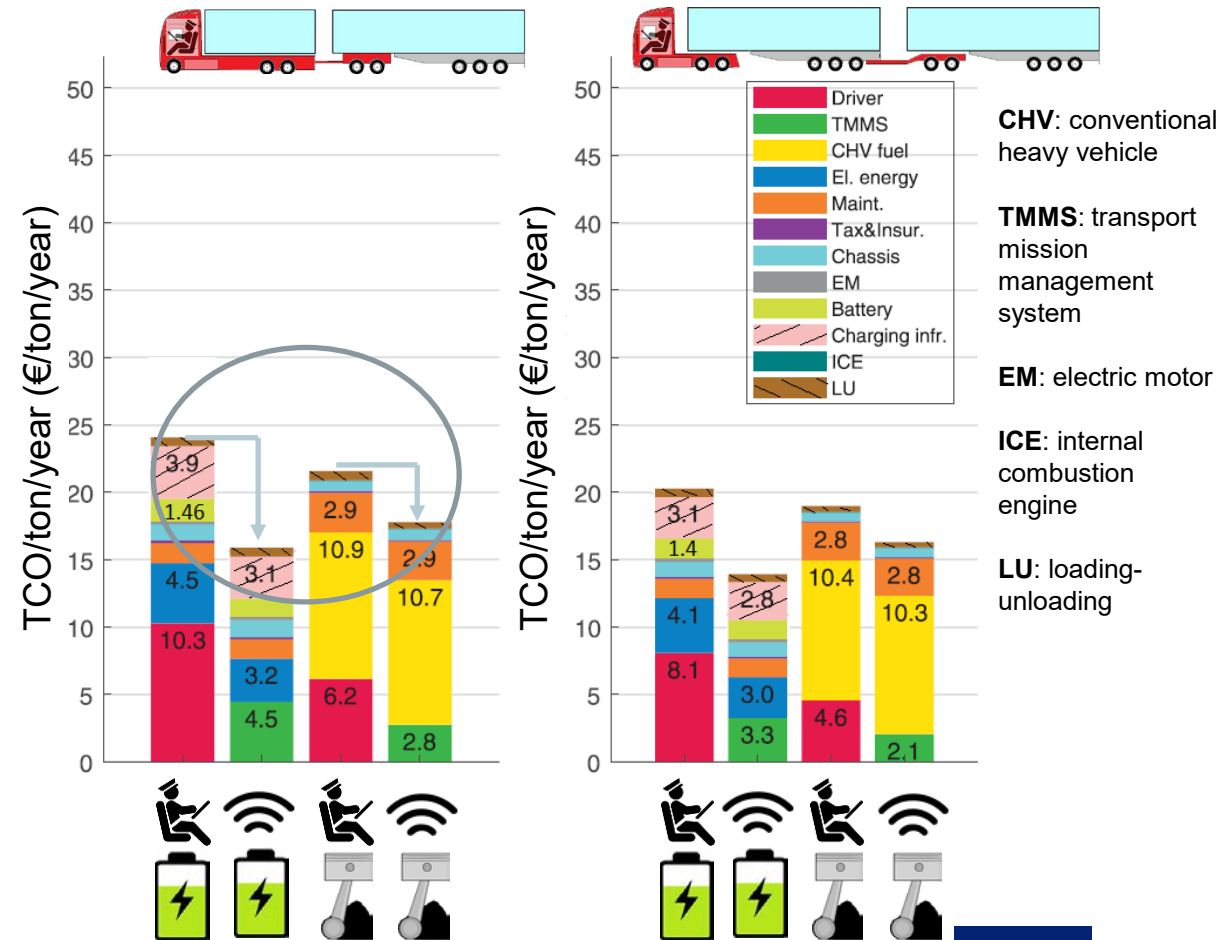 TCO/ton/year (€/ton/year)
50
45
40
35
30
25
20
15
10
5
0
3.9
1.46
4.5
10.3
3.1
3.2
4.5
2.9
10.9
6.2
2.9
10.7
2.8
TCO/ton/year (€/ton/year)
50
45
40
35
30
25
20
15
10
5
0
3.1
1.4
4.1
8.1
2.8
3.0
3.3
2.8
10.4
4.6
2.8
10.3
2.1
Driver
TMMS
CHV fuel
El. energy
Maint.
Tax&Insur.
Chassis
EM
Battery
Charging infr.
ICE
LU
CHV: conventional
heavy vehicle
TMMS: transport
mission
management
system
EM: electric motor
ICE: internal
combustion
engine
LU: loading-
unloading